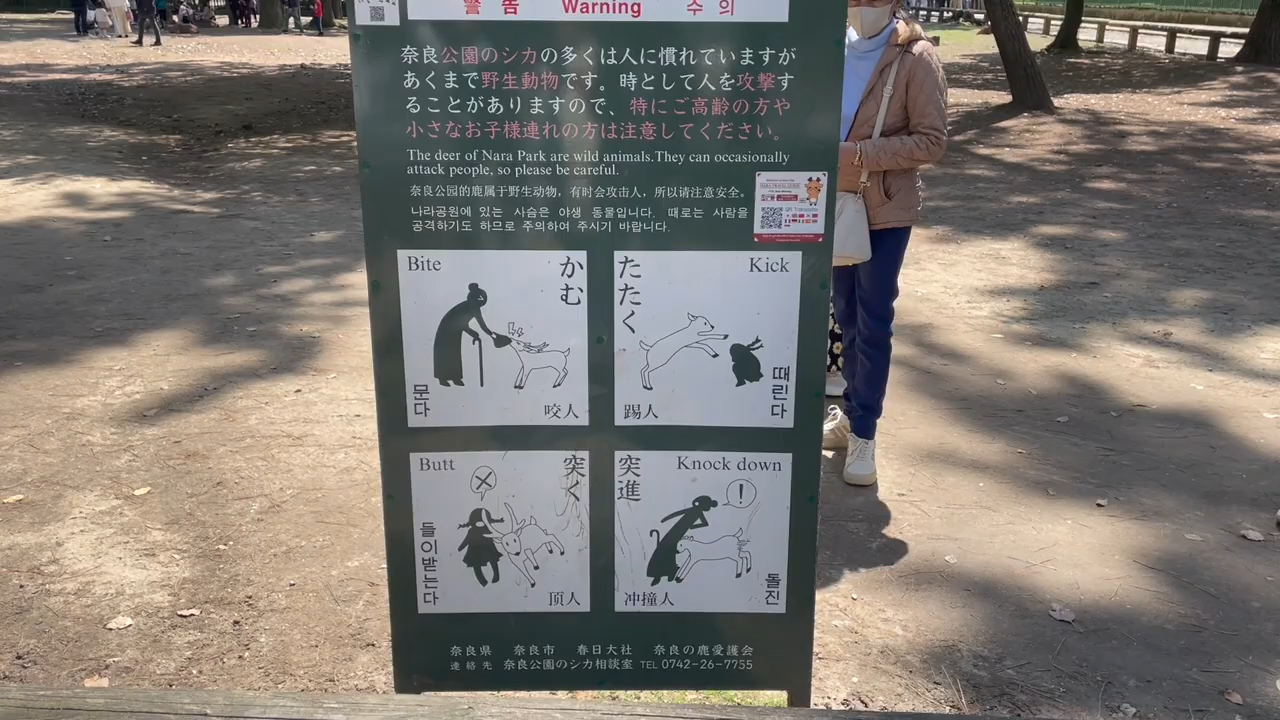 警告 Warning 주의
奈良公園のシカの多くは人に慣れていますが
あくまで野生動物です。時として人を攻撃す
ることがありますので、特にご高齢の方や
小さなお子様連れの方は注意してください。
The deer of Nara Park are wild animals.They can occasionally
attack people, so please be careful.
奈良公园的鹿属于野生动物，有时会攻击人，所以请注意安全。
나라공원에 있는 사슴은 야생 동물입니다. 때로는 사람을
공격하기도 하므로 주의하여 주시기 바랍니다.
Bite
かむ
문다
咬人
たたく
Kick
踢人
때린다
Butt
突く
들이받는다
顶人
突進
Knock down
!
冲撞人
돌진
奈良県 奈良市 春日大社 奈良の鹿愛護会
連絡先 奈良公園のシカ相談室 TEL 0742-26-7755